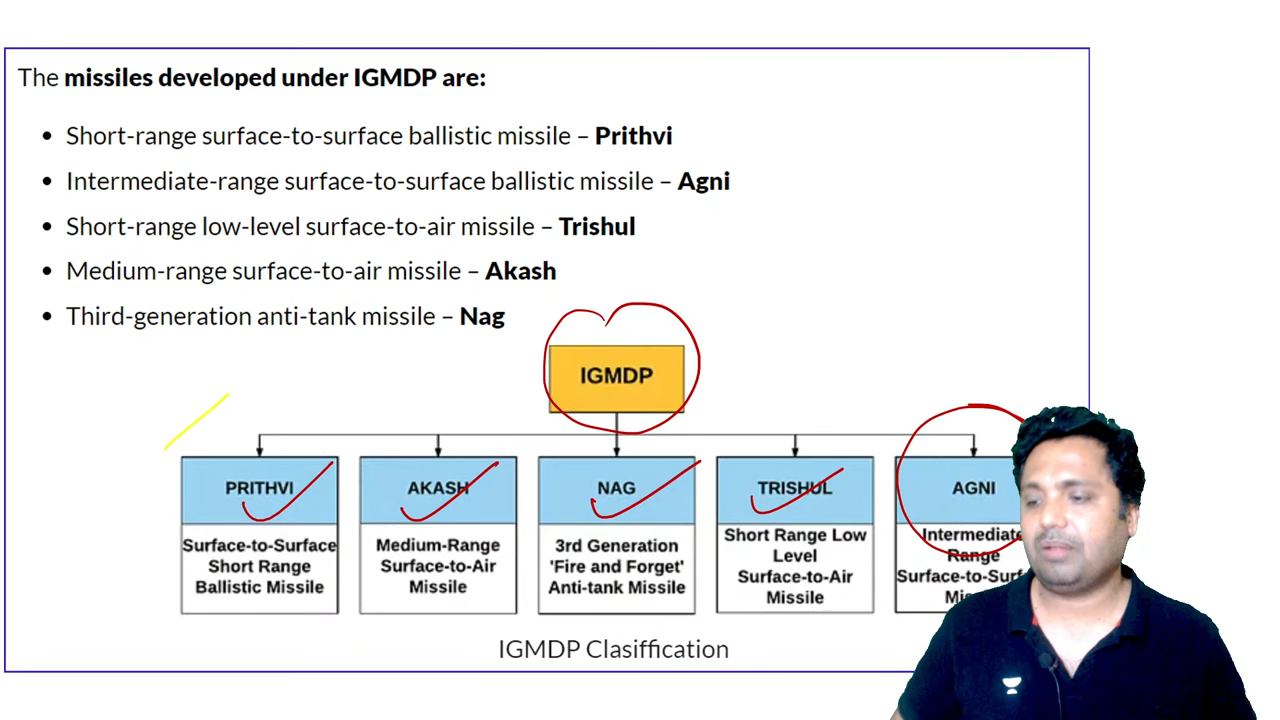 The missiles developed under IGMDP are:
• Short-range surface-to-surface ballistic missile – Prithvi
• Intermediate-range surface-to-surface ballistic missile – Agni
• Short-range low-level surface-to-air missile – Trishul
• Medium-range surface-to-air missile – Akash
• Third-generation anti-tank missile – Nag
IGMDP
PRITHVI
Surface-to-Surface
Short Range
Ballistic Missile
AKASH
Medium-Range
Surface-to-Air
Missile
NAG
3rd Generation
'Fire and Forget'
Anti-tank Missile
TRISHUL
Short Range Low
Level
Surface-to-Air
Missile
AGNI
Intermediate
Range
IGMDP Clasiffication